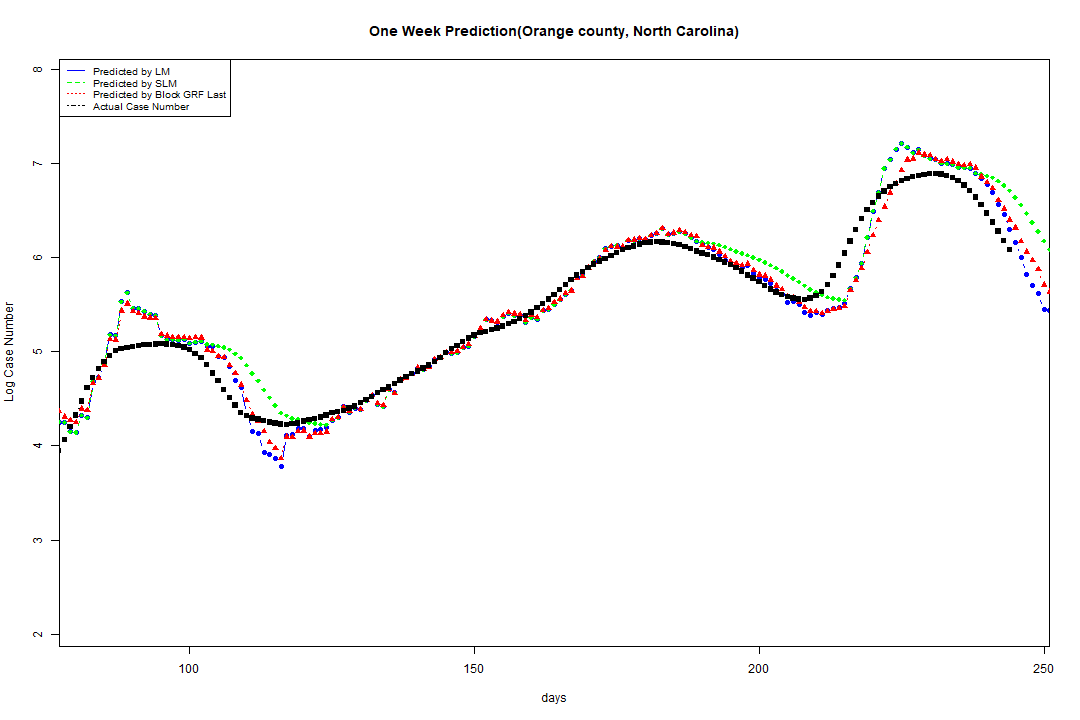 One Week Prediction(Orange county, North Carolina)
Predicted by LM
Predicted by SLM
Predicted by Block GRF Last
Actual Case Number
Log Case Number
8
7
6
5
4
3
2
100 150 200 250
days